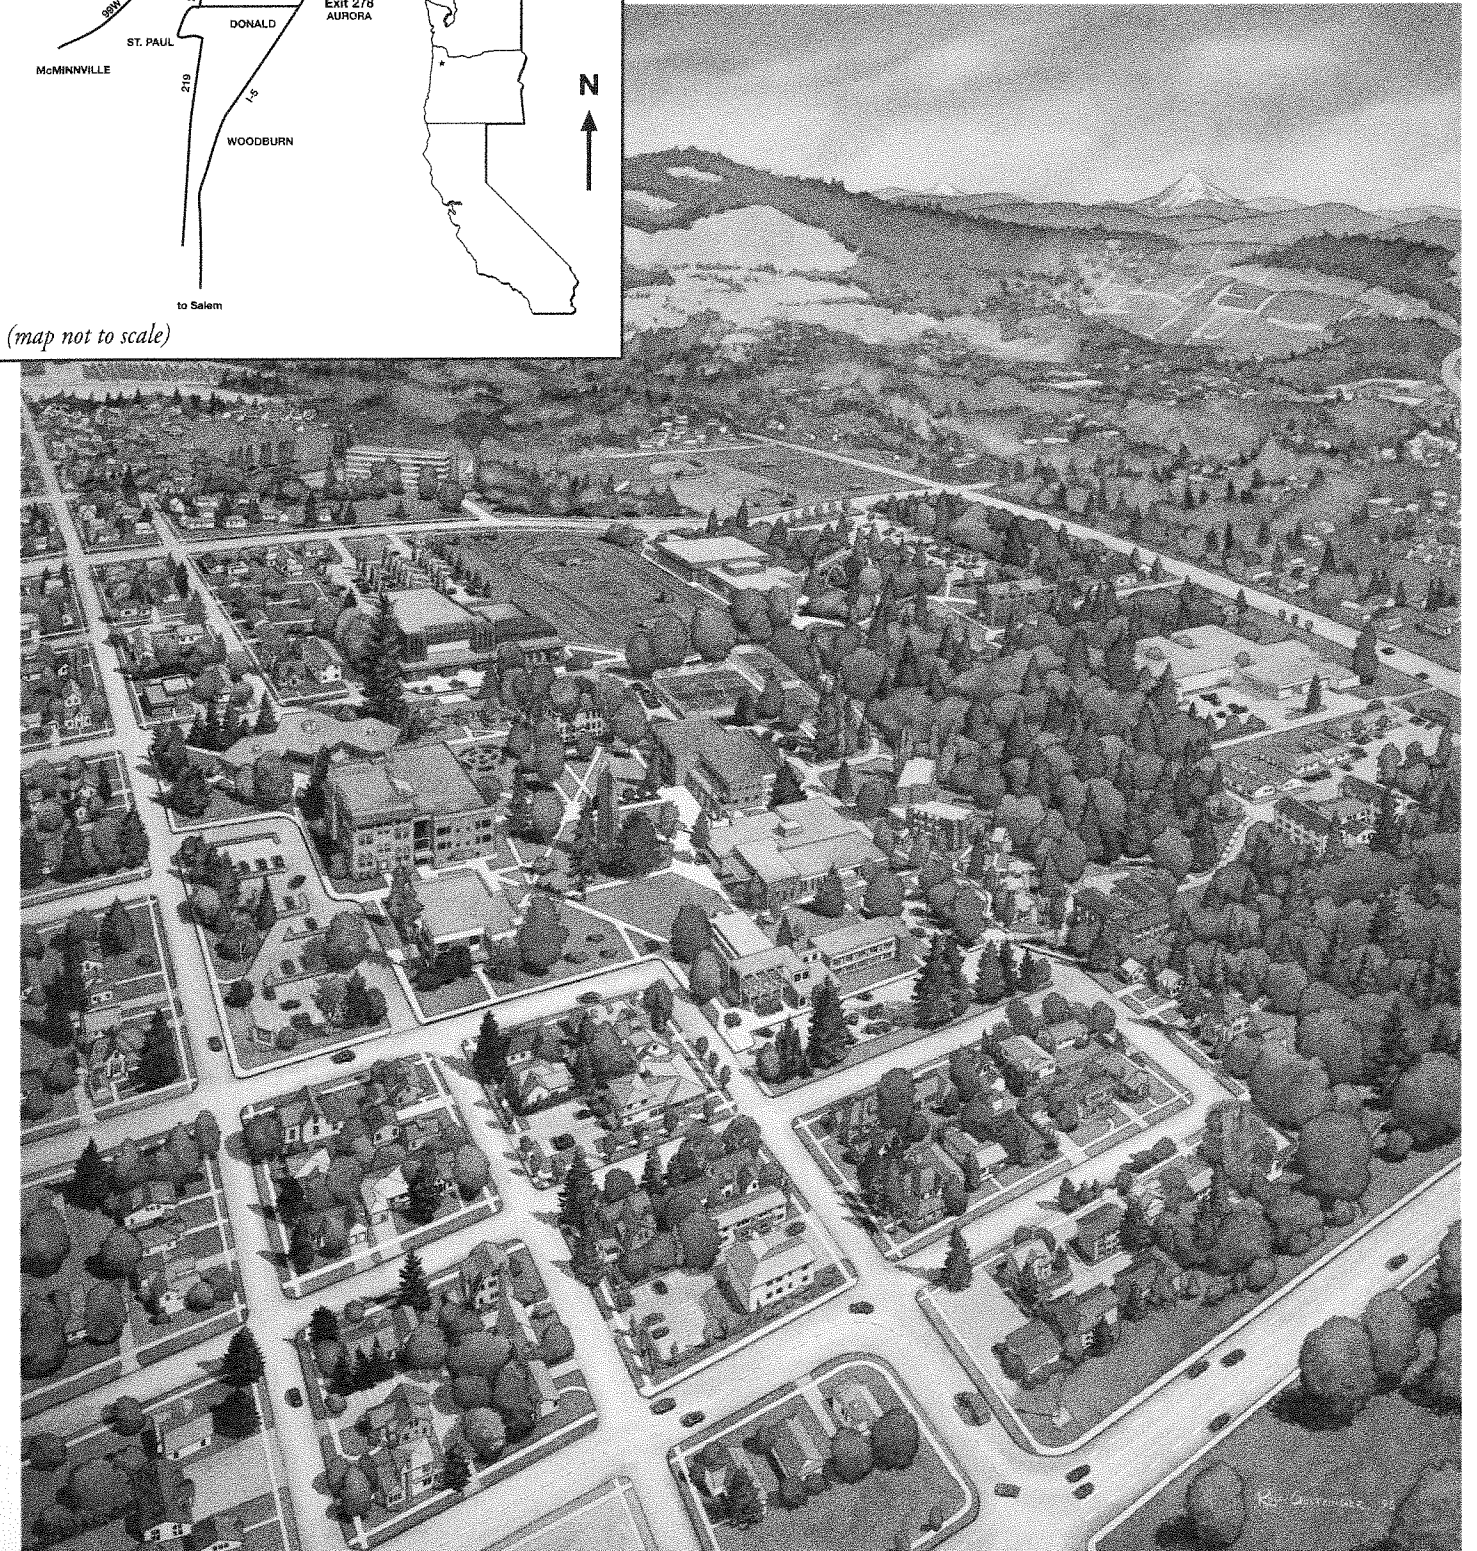 99W
DONALD
Exit 278
AURORA
ST. PAUL
McMINNVILLE
219
I-5
N
WOODBURN
to Salem
(map not to scale)